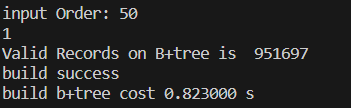 input Order: 50
1
Valid Records on B+tree is  951697
build success
build b+tree cost 0.823000 s